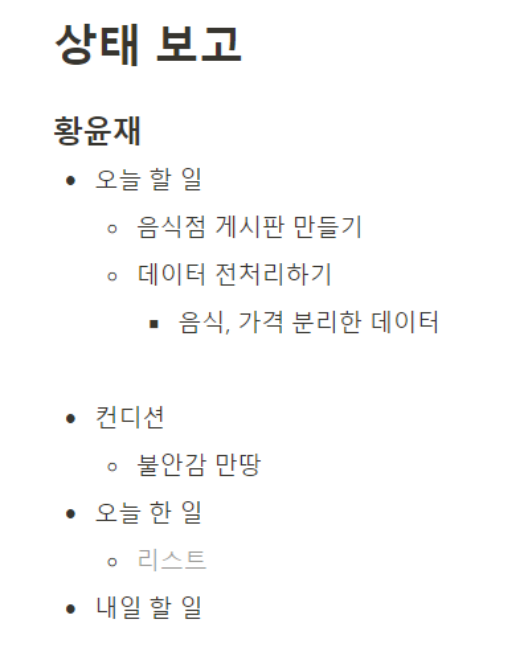 상태 보고
황윤재
오늘 할 일
음식점 게시판 만들기
데이터 전처리하기
음식, 가격 분리한 데이터
컨디션
불안감 만땅
오늘 한 일
리스트
내일 할 일